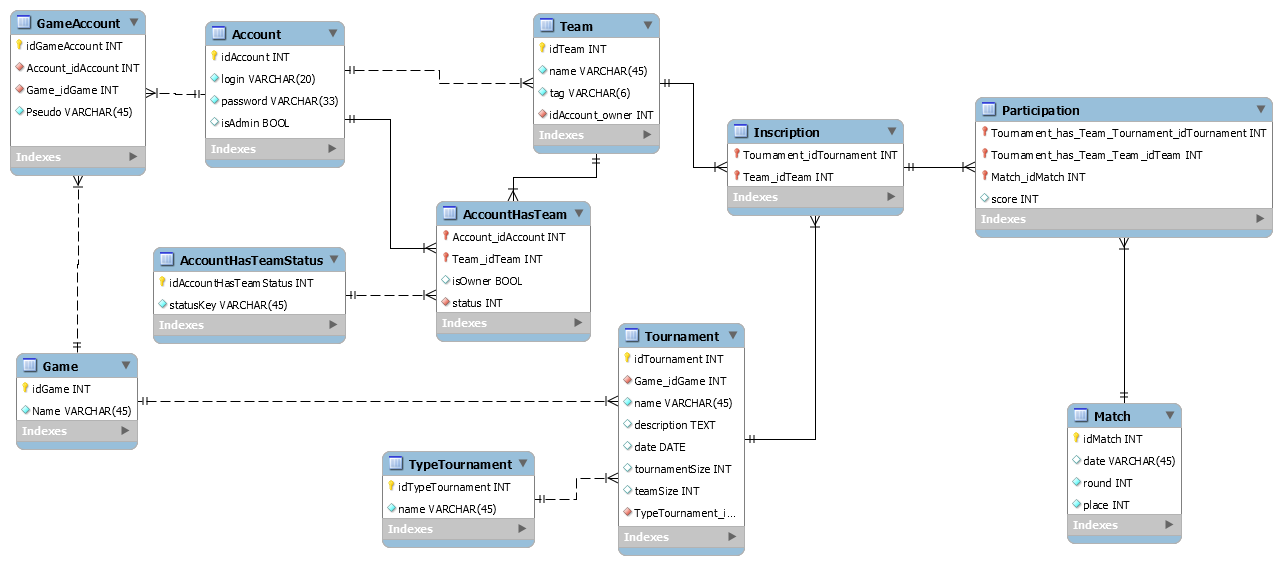 GameAccount
idGameAccount INT
Account_idAccount INT
Game_idGame INT
Pseudo VARCHAR(45)
Indexes
Account
idAccount INT
login VARCHAR(20)
password VARCHAR(33)
isAdmin BOOL
Indexes
Team
idTeam INT
name VARCHAR(45)
tag VARCHAR(6)
idAccount_owner INT
Indexes
Inscription
Tournament_idTournament INT
Team_idTeam INT
Indexes
Participation
Tournament_has_Team_Tournament_idTournament INT
Tournament_has_Team_Team_idTeam INT
Match_idMatch INT
score INT
Indexes
AccountHasTeam
Account_idAccount INT
Team_idTeam INT
isOwner BOOL
status INT
Indexes
AccountHasTeamStatus
idAccountHasTeamStatus INT
statusKey VARCHAR(45)
Indexes
Game
idGame INT
Name VARCHAR(45)
Indexes
Tournament
idTournament INT
Game_idGame INT
name VARCHAR(45)
description TEXT
date DATE
tournamentSize INT
teamSize INT
TypeTournament_i...
Indexes
TypeTournament
idTypeTournament INT
name VARCHAR(45)
Indexes
Match
idMatch INT
date VARCHAR(45)
round INT
place INT
Indexes